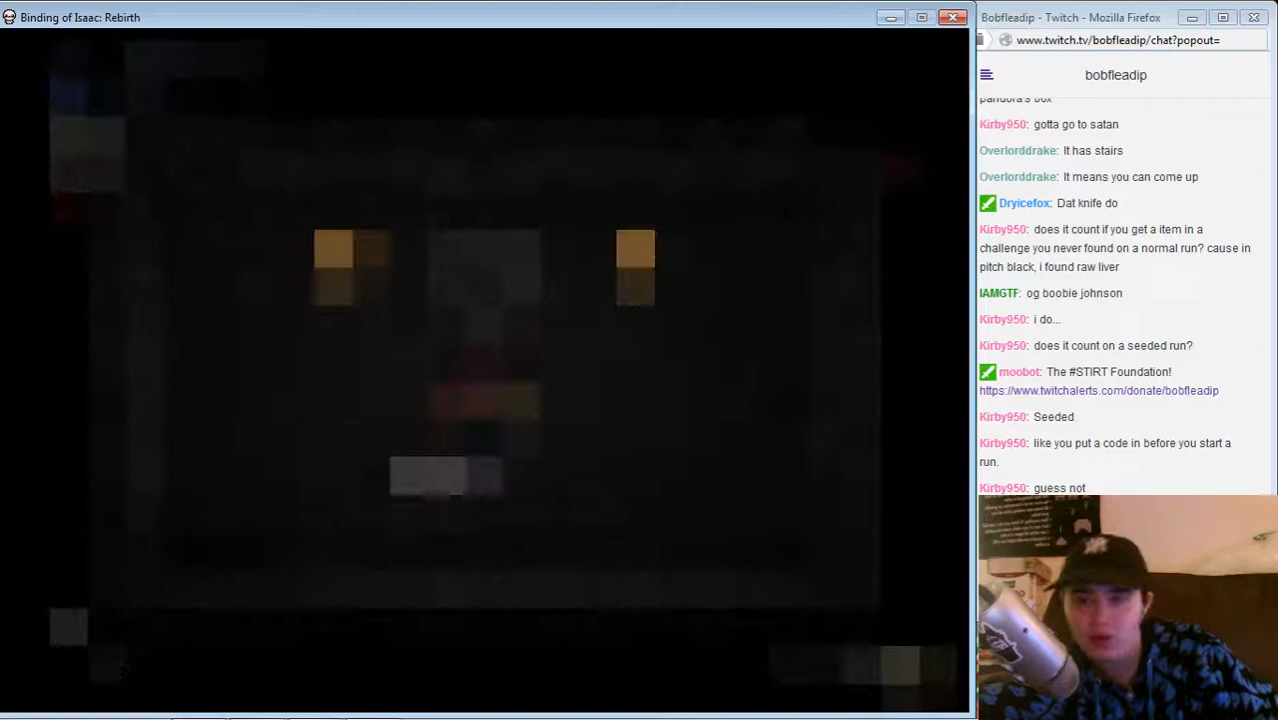 Binding of Isaac: Rebirth
Bobfleadip - Twitch - Mozilla Firefox
www.twitch.tv/bobfleadip/chat?popout=
bobfleadip
pandora's box
Kirby950: gotta go to satan
Overlorddrake: It has stairs
Overlorddrake: It means you can come up
Dryicefox: Dat knife do
Kirby950: does it count if you get a item in a
challenge you never found on a normal run? cause in
pitch black, i found raw liver
IAMGTF: og boobie johnson
Kirby950: i do...
Kirby950: does it count on a seeded run?
moobot: The #STIRT Foundation!
https://www.twitchalerts.com/donate/bobfleadip
Kirby950: Seeded
Kirby950: like you put a code in before you start a
run.
Kirby950: guess not